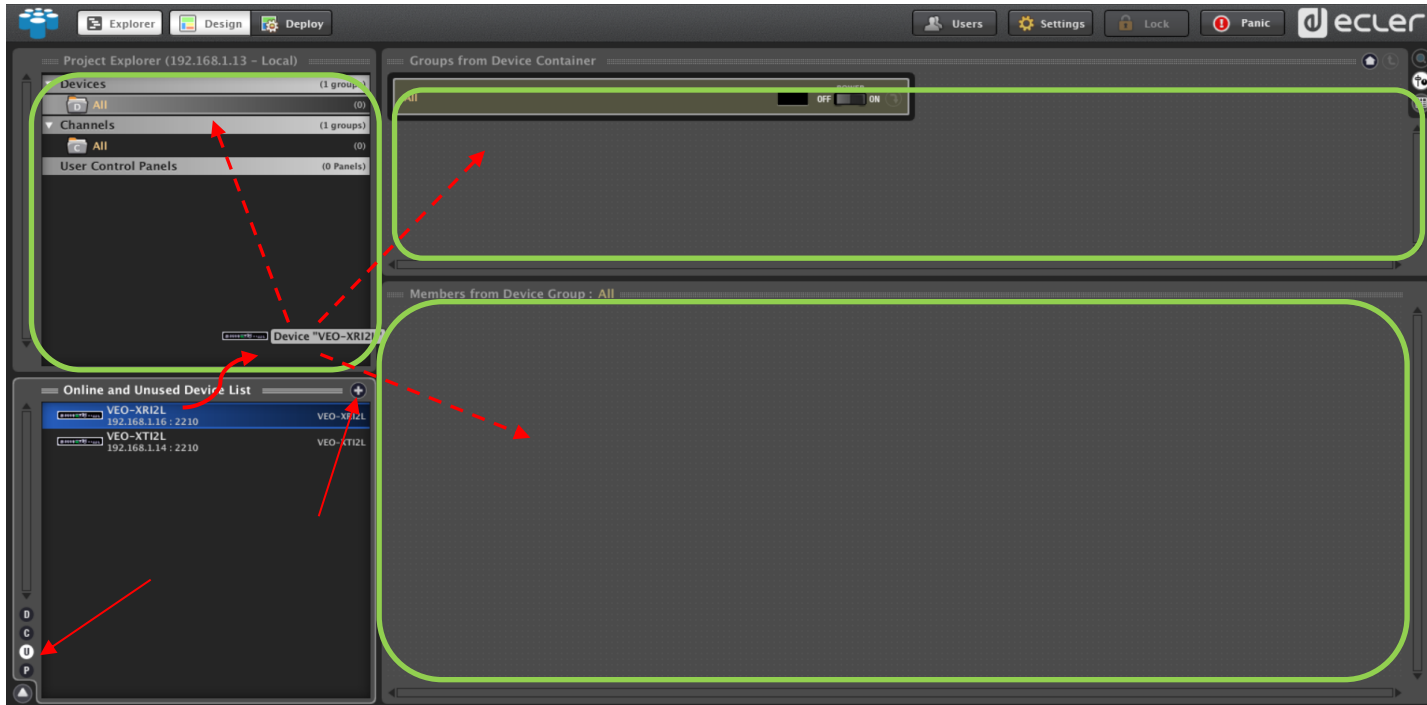 Explorer Design Deploy Users Settings Lock Panic ecler
Project Explorer (192.168.1.13 - Local)
Devices (1 groups)
D All (0)
Channels (1 groups)
C All (0)
User Control Panels (0 Panels)
Device "VEO-XRI2L"
Online and Unused Device List
VEO-XRI2L VEO-XRI2L
192.168.1.16 : 2210
VEO-XTI2L VEO-XTI2L
192.168.1.14 : 2210
D
C
U
P
Groups from Device Container
POWER
All OFF ON
Members from Device Group : All